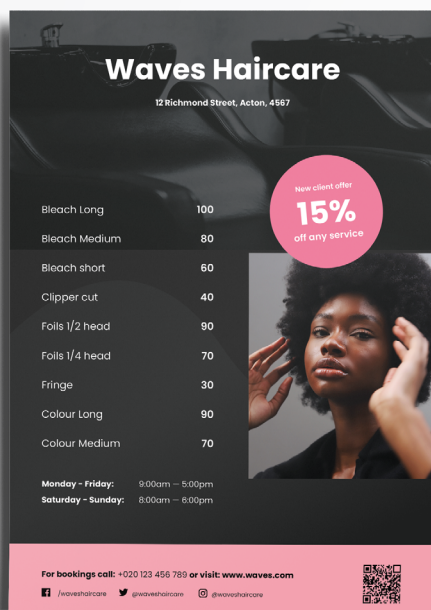 Waves Haircare
12 Richmond Street, Acton, 4567
New client offer
15%
off any service
Bleach Long 100
Bleach Medium 80
Bleach short 60
Clipper cut 40
Foils 1/2 head 90
Foils 1/4 head 70
Fringe 30
Colour Long 90
Colour Medium 70
Monday - Friday: 9:00am — 5:00pm
Saturday - Sunday: 8:00am — 6:00pm
For bookings call: +020 123 456 789 or visit: www.waves.com
/waveshaircare @waveshaircare @waveshaircare